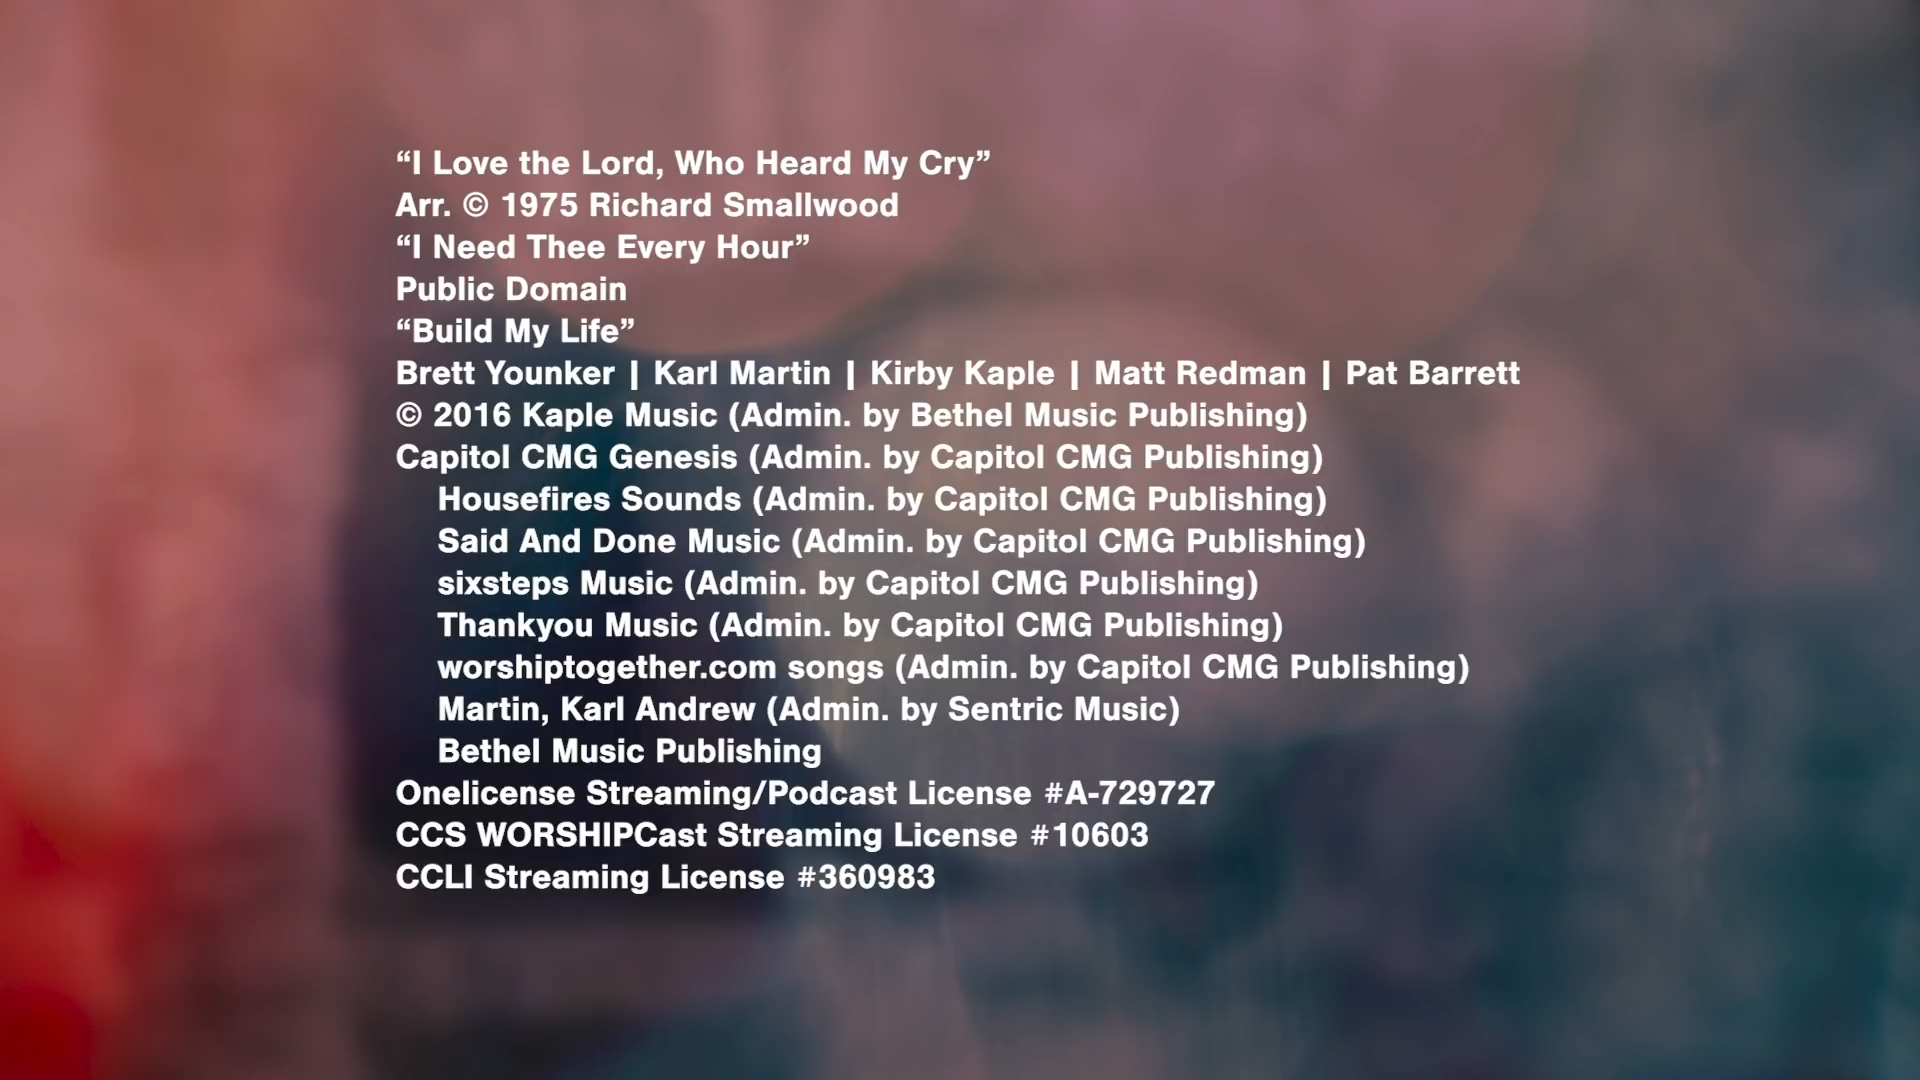 “I Love the Lord, Who Heard My Cry”
Arr. © 1975 Richard Smallwood
“I Need Thee Every Hour”
Public Domain
“Build My Life”
Brett Younker | Karl Martin | Kirby Kaple | Matt Redman | Pat Barrett
© 2016 Kaple Music (Admin. by Bethel Music Publishing)
Capitol CMG Genesis (Admin. by Capitol CMG Publishing)
Housefires Sounds (Admin. by Capitol CMG Publishing)
Said And Done Music (Admin. by Capitol CMG Publishing)
sixsteps Music (Admin. by Capitol CMG Publishing)
Thankyou Music (Admin. by Capitol CMG Publishing)
worshiptogether.com songs (Admin. by Capitol CMG Publishing)
Martin, Karl Andrew (Admin. by Sentric Music)
Bethel Music Publishing
Onelicense Streaming/Podcast License #A-729727
CCS WORSHIPCast Streaming License #10603
CCLI Streaming License #360983